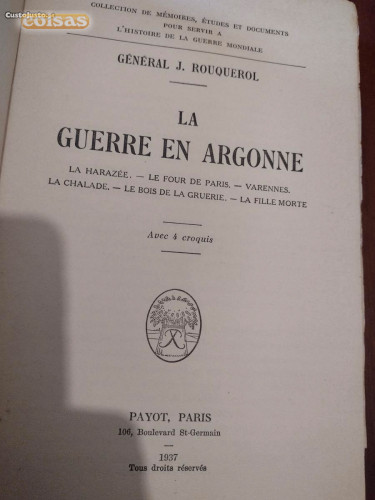 CustoJusto.pt
coisas
COLLECTION DE MÉMOIRES, ÉTUDES ET DOCUMENTS
POUR SERVIR A
L'HISTOIRE DE LA GUERRE MONDIALE
GÉNÉRAL J. ROUQUEROL
LA
GUERRE EN ARGONNE
LA HARAZÉE. — LE FOUR DE PARIS. — VARENNES.
LA CHALADE. — LE BOIS DE LA GRUERIE. — LA FILLE MORTE
Avec 4 croquis
PAYOT, PARIS
106, Boulevard St-Germain
1937
Tous droits réservés